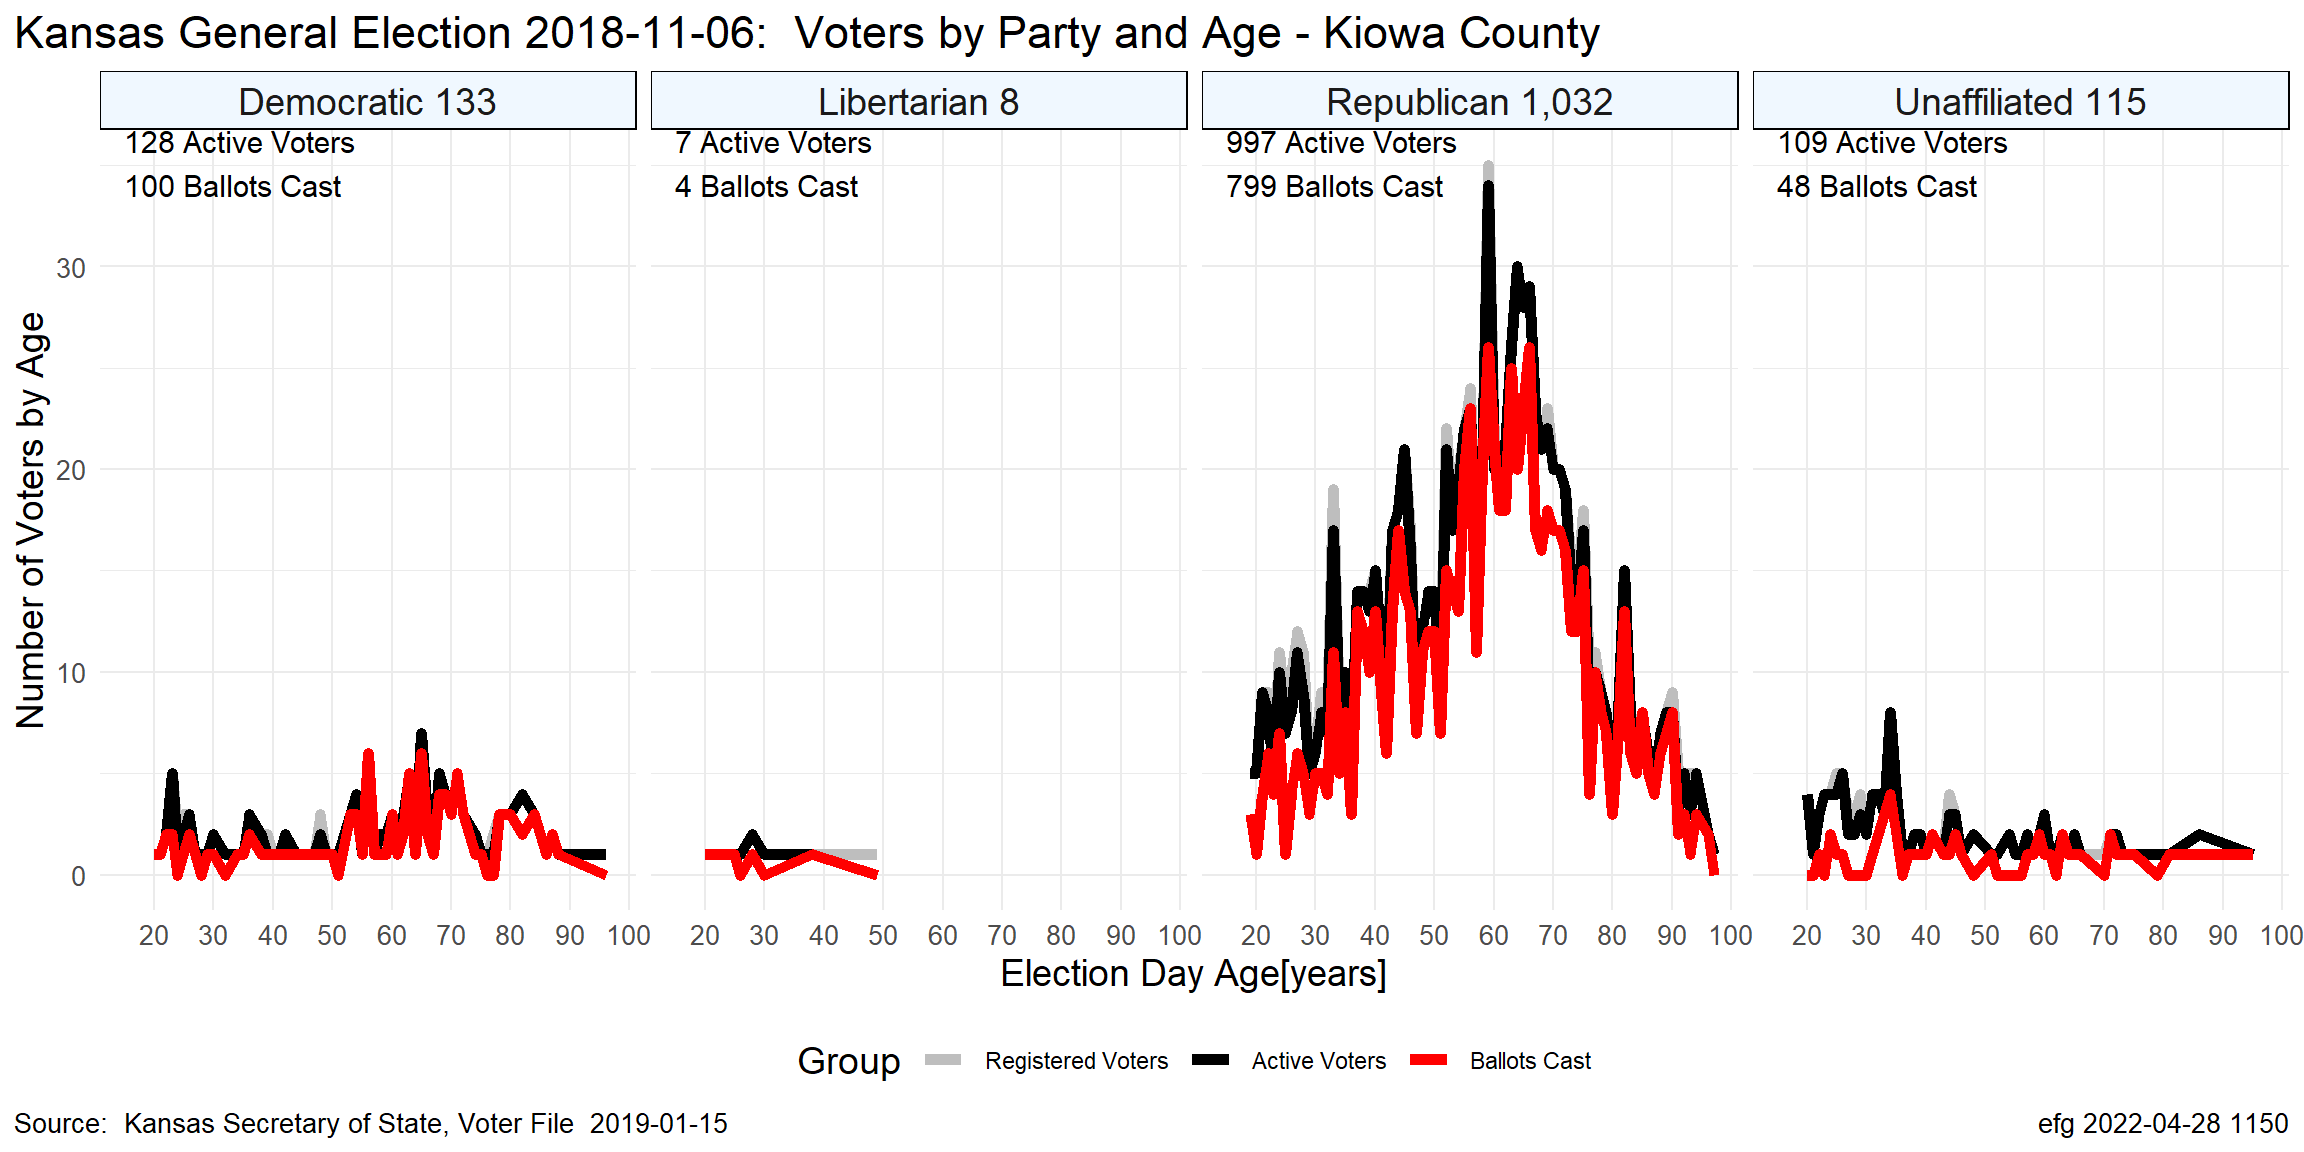 Kansas General Election 2018-11-06:  Voters by Party and Age - Kiowa County
Democratic 133
Libertarian 8
Republican 1,032
Unaffiliated 115
128 Active Voters
100 Ballots Cast
7 Active Voters
4 Ballots Cast
997 Active Voters
799 Ballots Cast
109 Active Voters
48 Ballots Cast
Number of Voters by Age
30
20
10
0
20 30 40 50 60 70 80 90 100
20 30 40 50 60 70 80 90 100
20 30 40 50 60 70 80 90 100
20 30 40 50 60 70 80 90 100
Election Day Age[years]
Group Registered Voters Active Voters Ballots Cast
Source:  Kansas Secretary of State, Voter File  2019-01-15
efg 2022-04-28 1150